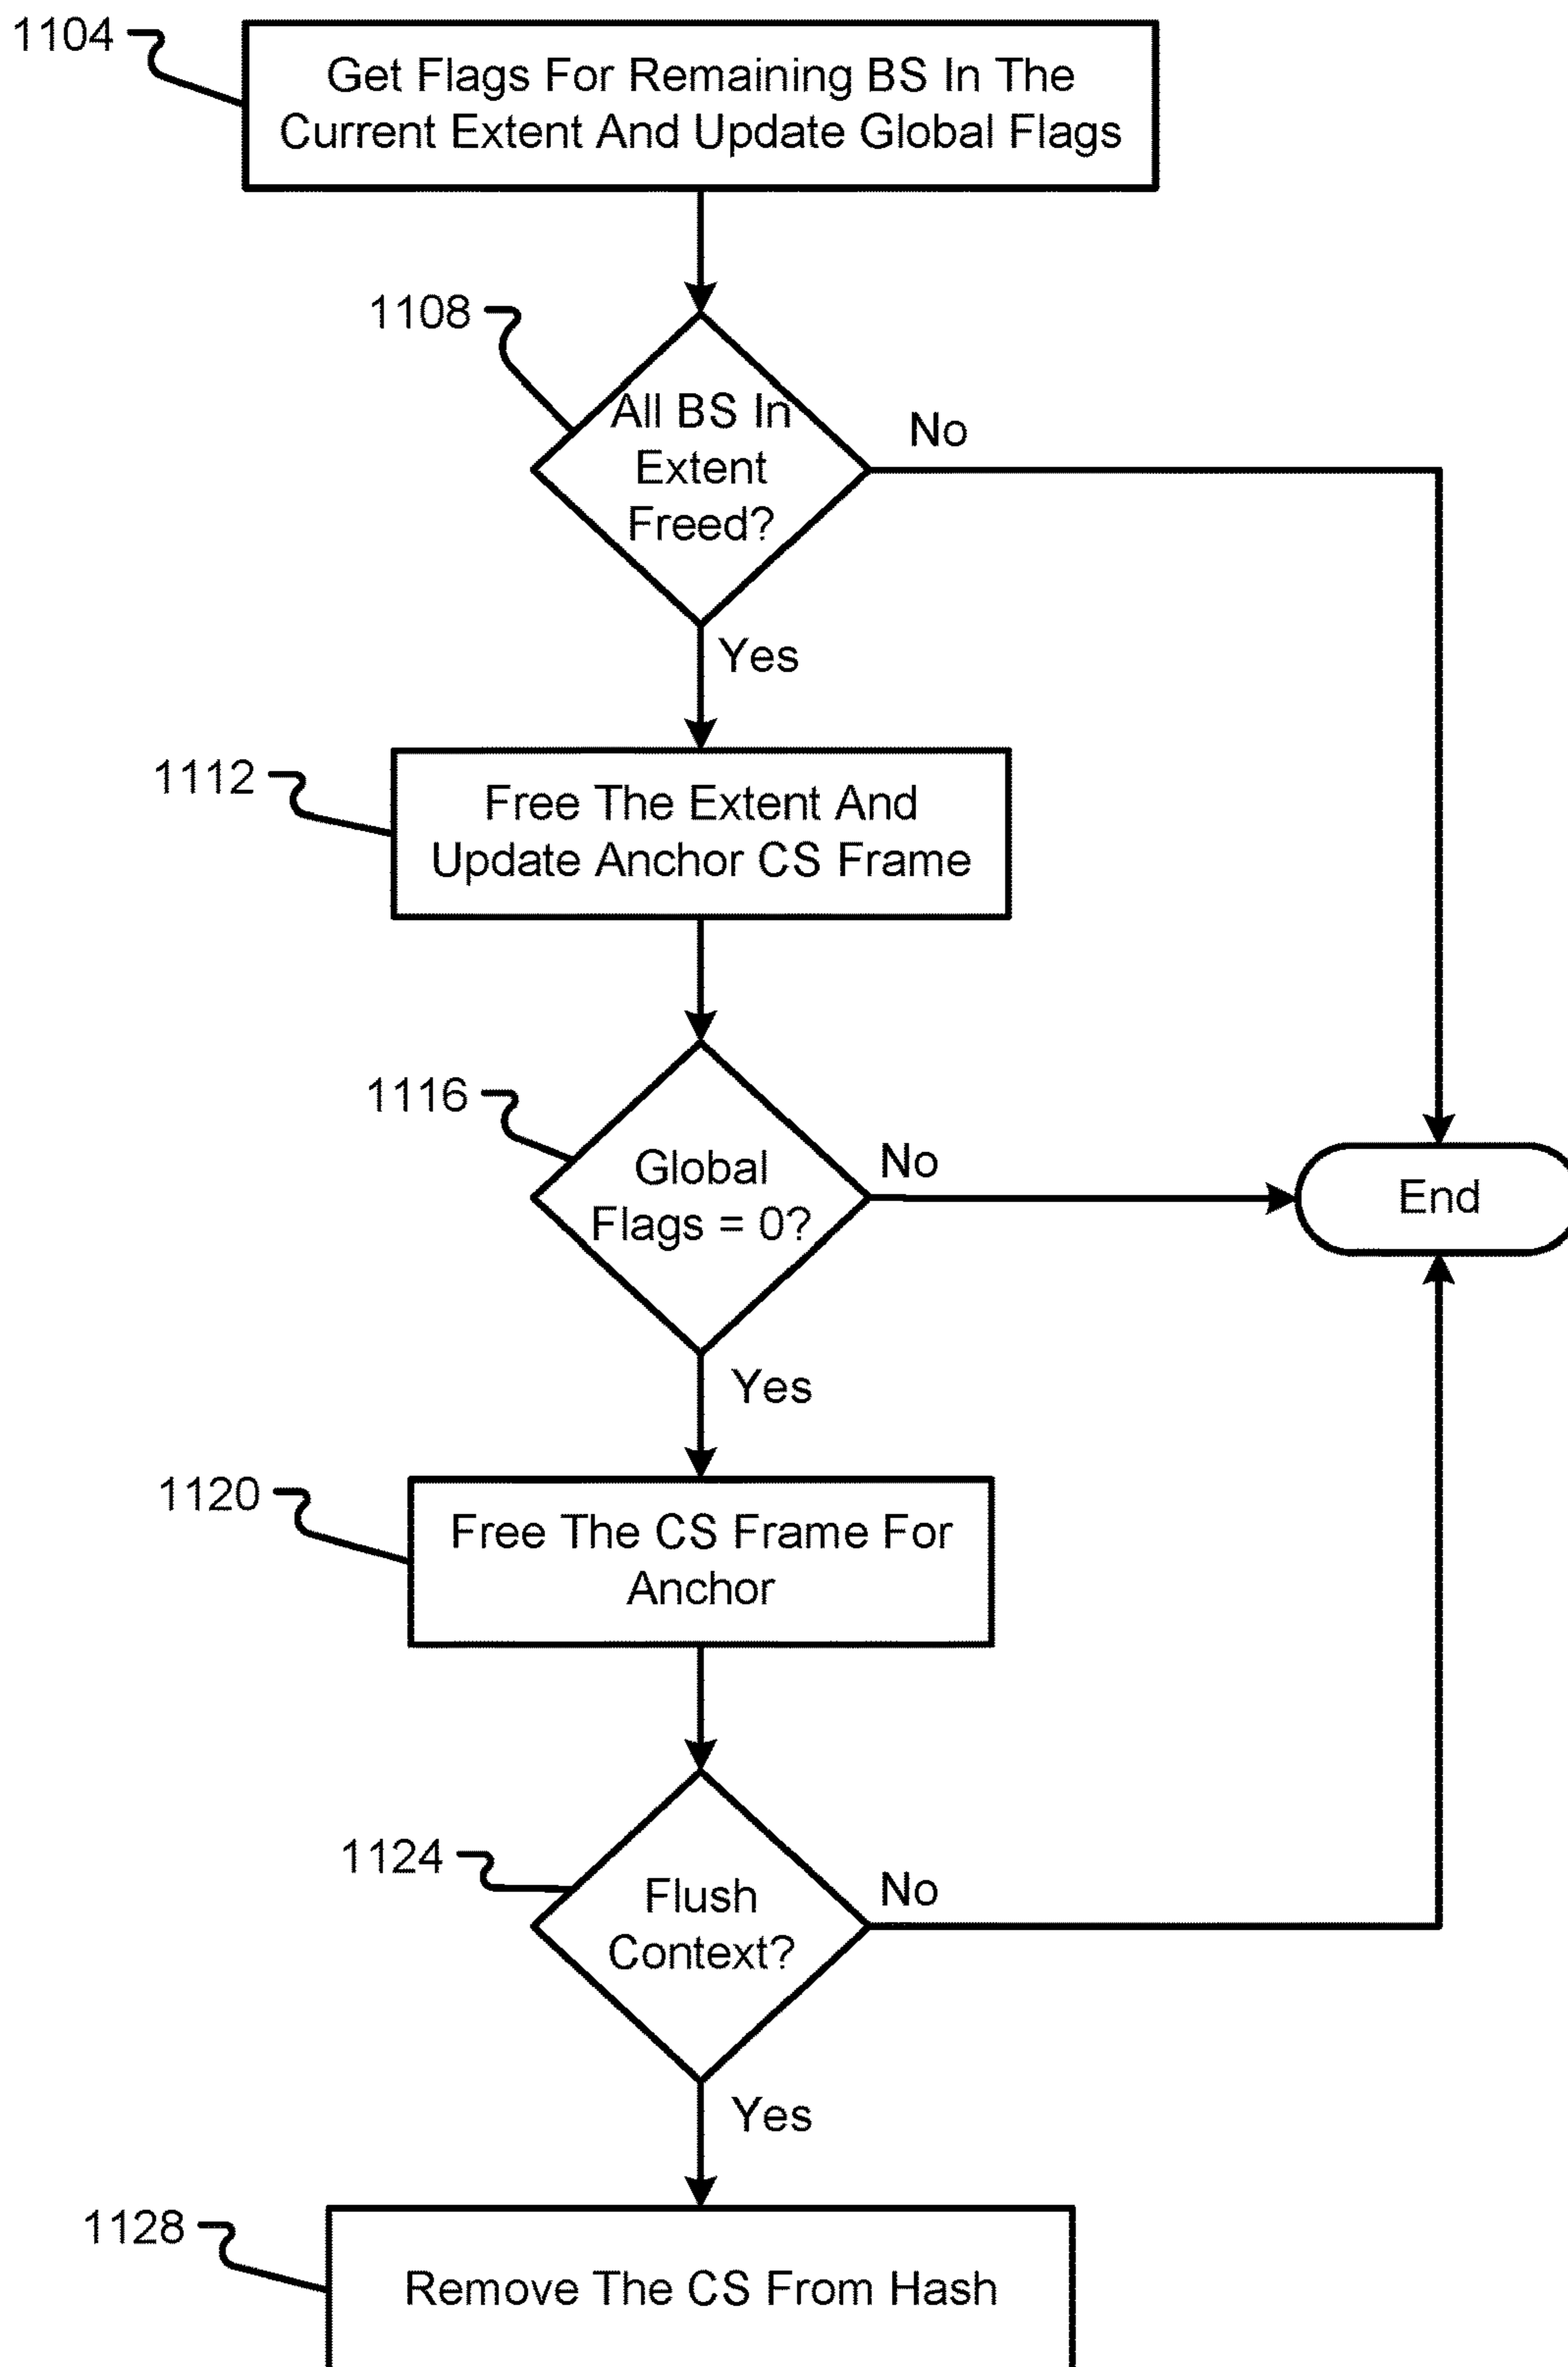 1104
Get Flags For Remaining BS In The
Current Extent And Update Global Flags
1108
All BS In
Extent
Freed?
No
Yes
1112
Free The Extent And
Update Anchor CS Frame
1116
Global
Flags = 0?
No
End
Yes
1120
Free The CS Frame For
Anchor
1124
Flush
Context?
No
Yes
1128
Remove The CS From Hash